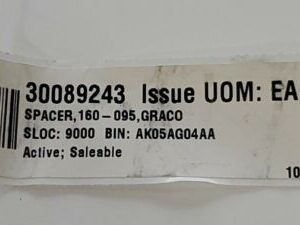 30089243 Issue UOM: EA
SPACER,160-095,GRACO
SLOC: 9000 BIN: AK05AG04AA
Active; Saleable
10